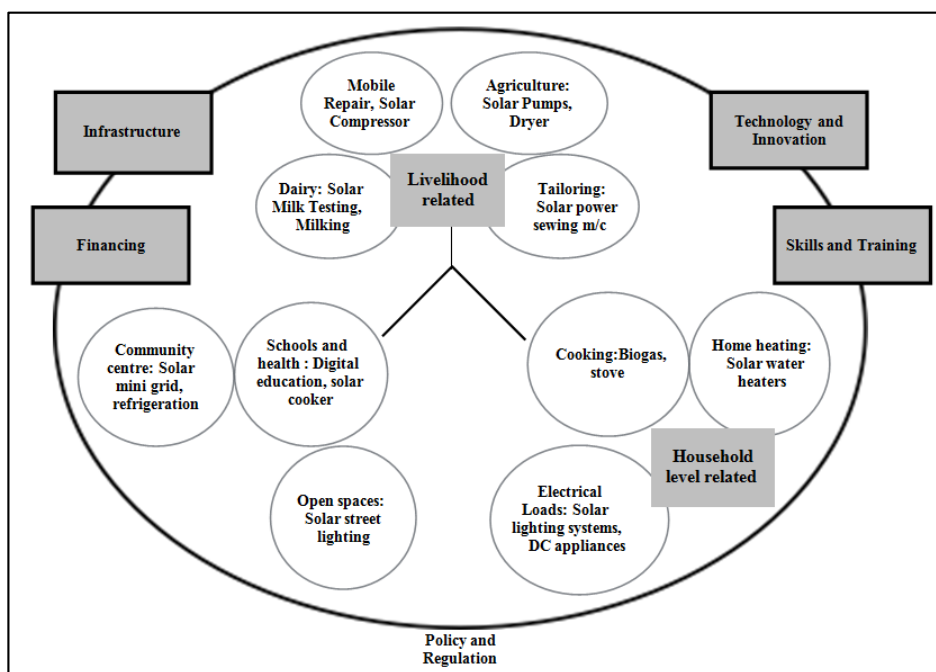 Mobile
Repair, Solar
Compressor
Agriculture:
Solar Pumps,
Dryer
Infrastructure
Technology and
Innovation
Livelihood
related
Dairy: Solar
Milk Testing,
Milking
Tailoring:
Solar power
sewing m/c
Financing
Skills and Training
Community
centre: Solar
mini grid,
refrigeration
Schools and
health : Digital
education, solar
cooker
Cooking:Biogas,
stove
Home heating:
Solar water
heaters
Household
level related
Open spaces:
Solar street
lighting
Electrical
Loads: Solar
lighting systems,
DC appliances
Policy and
Regulation